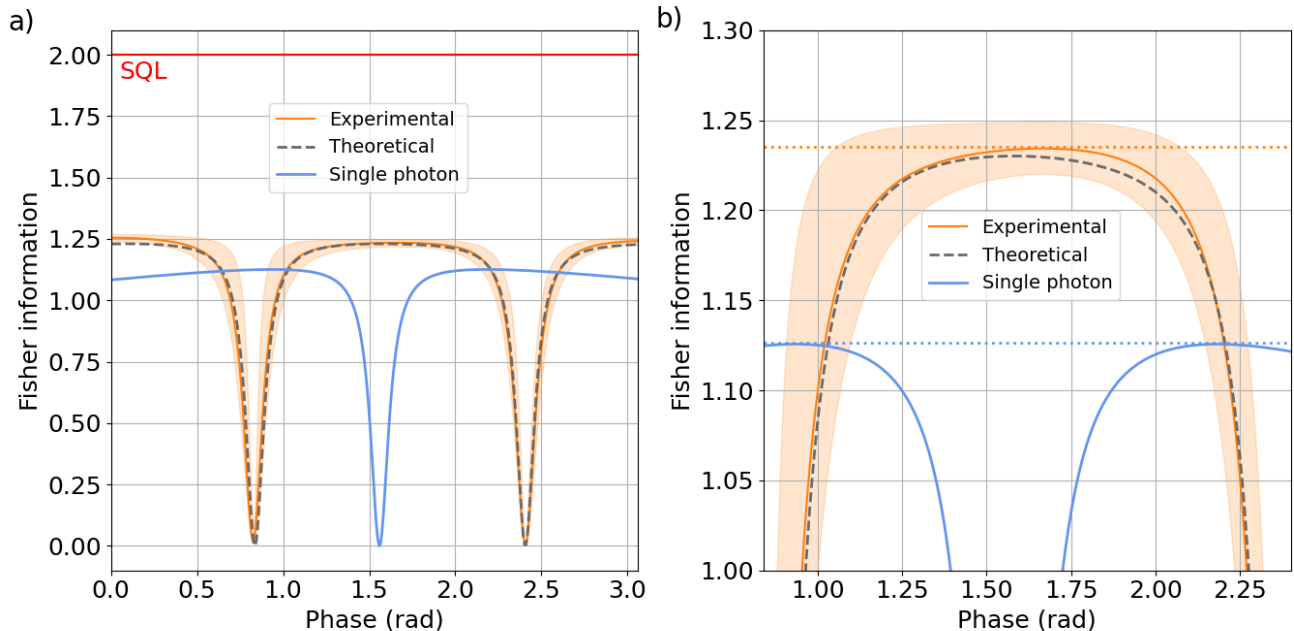 a)
2.00
1.75
1.50
1.25
1.00
0.75
0.50
0.25
0.00
Fisher information
SQL
Experimental
Theoretical
Single photon
0.0 0.5 1.0 1.5 2.0 2.5 3.0
Phase (rad)
b)
1.30
1.25
1.20
1.15
1.10
1.05
1.00
Fisher information
Experimental
Theoretical
Single photon
1.00 1.25 1.50 1.75 2.00 2.25
Phase (rad)